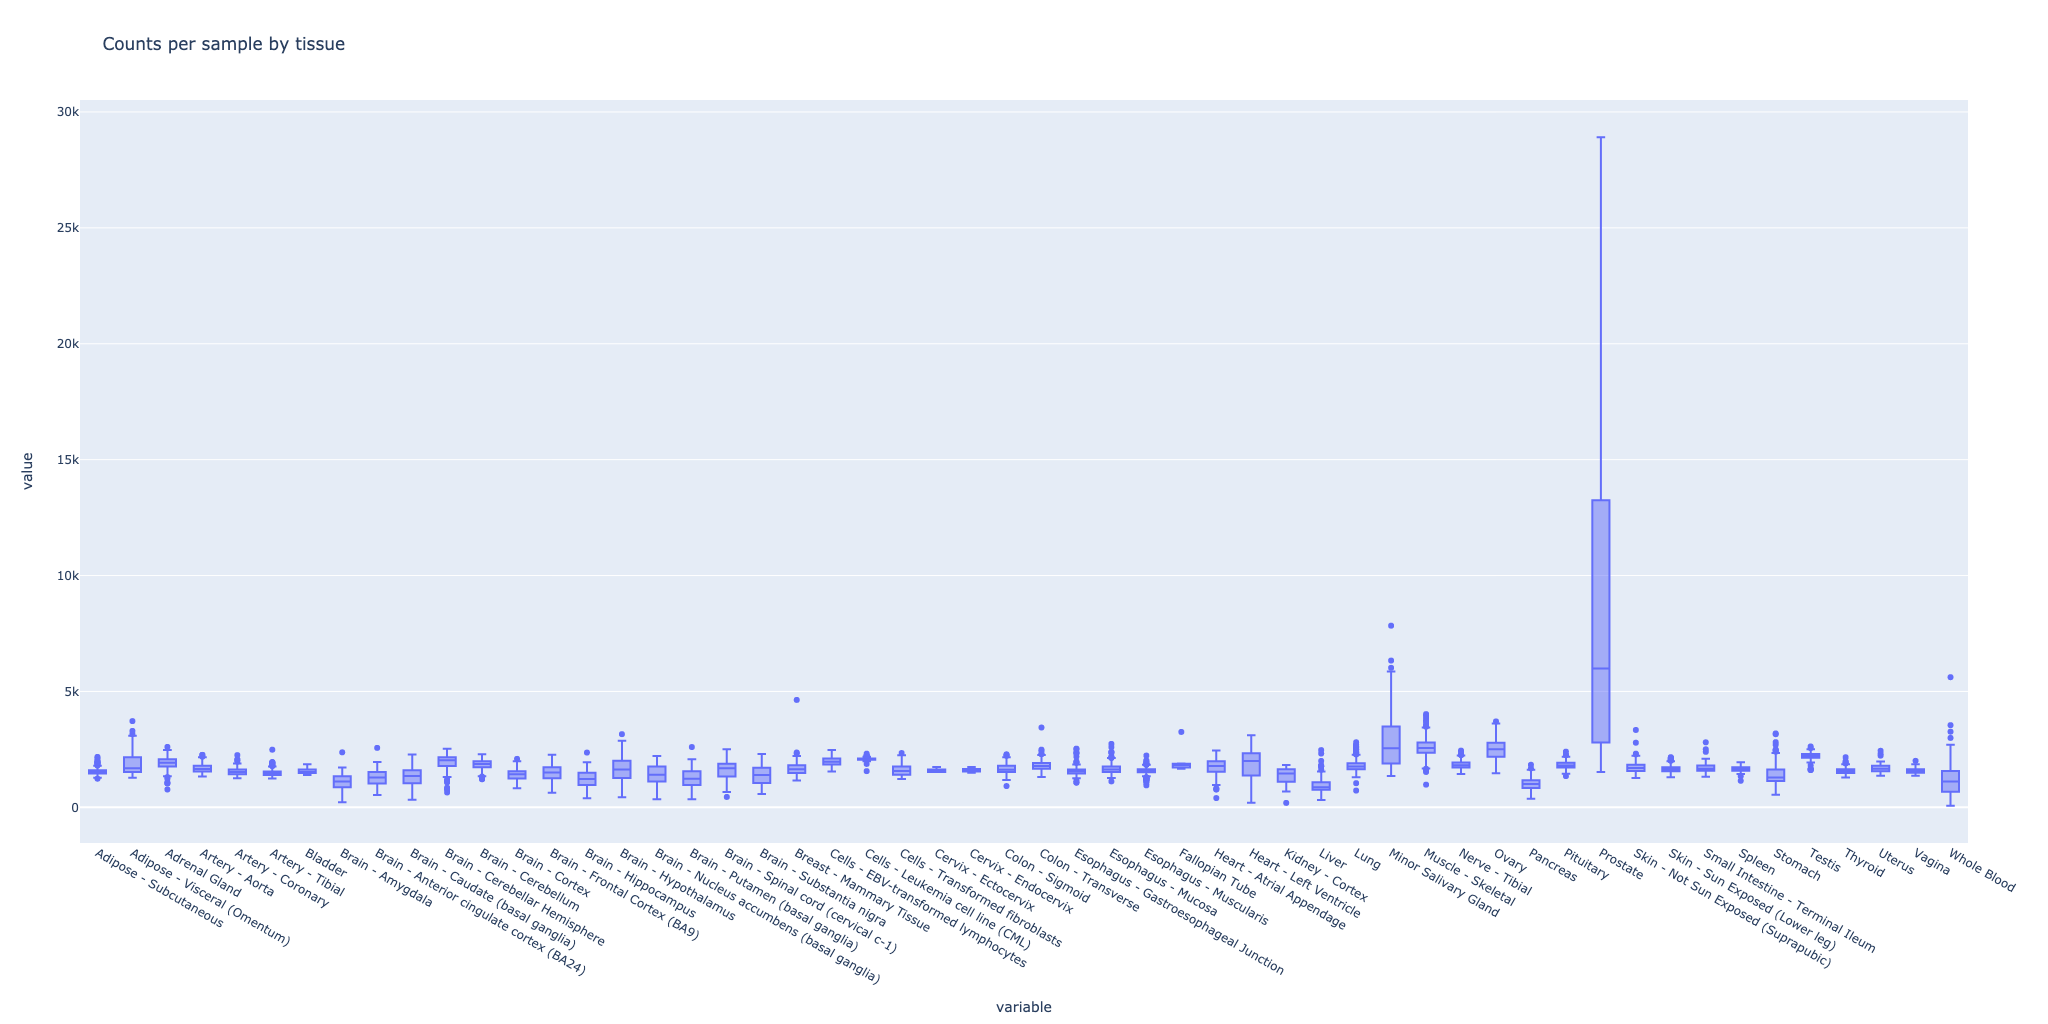 Counts per sample by tissue
30k
25k
20k
15k
10k
5k
0
value
Adipose - Subcutaneous
Adipose - Visceral (Omentum)
Adrenal Gland
Artery - Aorta
Artery - Coronary
Artery - Tibial
Bladder
Brain - Amygdala
Brain - Anterior cingulate cortex (BA24)
Brain - Caudate (basal ganglia)
Brain - Cerebellar Hemisphere
Brain - Cerebellum
Brain - Cortex
Brain - Frontal Cortex (BA9)
Brain - Hippocampus
Brain - Hypothalamus
Brain - Nucleus accumbens (basal ganglia)
Brain - Putamen (basal ganglia)
Brain - Spinal cord (cervical c-1)
Brain - Substantia nigra
Breast - Mammary Tissue
Cells - EBV-transformed lymphocytes
Cells - Leukemia cell line (CML)
Cells - Transformed fibroblasts
Cervix - Ectocervix
Cervix - Endocervix
Colon - Sigmoid
Colon - Transverse
Esophagus - Gastroesophageal Junction
Esophagus - Mucosa
Esophagus - Muscularis
Fallopian Tube
Heart - Atrial Appendage
Heart - Left Ventricle
Kidney - Cortex
Liver
Lung
Minor Salivary Gland
Muscle - Skeletal
Nerve - Tibial
Ovary
Pancreas
Pituitary
Prostate
Skin - Not Sun Exposed (Suprapubic)
Skin - Sun Exposed (Lower leg)
Small Intestine - Terminal Ileum
Spleen
Stomach
Testis
Thyroid
Uterus
Vagina
Whole Blood
variable